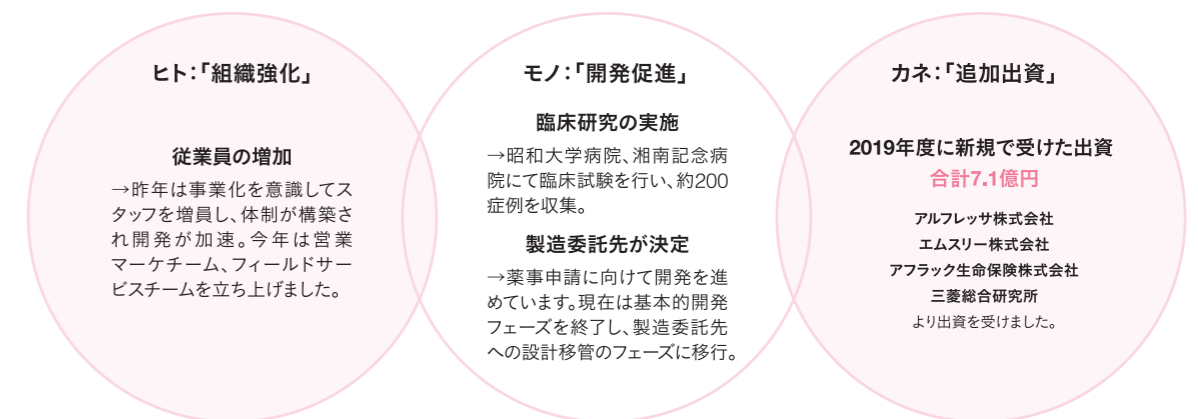 ヒト：「組織強化」
従業員の増加
→昨年は事業化を意識してス
タッフを増員し、体制が構築さ
れ開発が加速。今年は営業
マーケチーム、フィールドサー
ビスチームを立ち上げました。
モノ：「開発促進」
臨床研究の実施
→昭和大学病院、湘南記念病
院にて臨床試験を行い、約200
症例を収集。
製造委託先が決定
→薬事申請に向けて開発を進
めています。現在は基本的開発
フェーズを終了し、製造委託先
への設計移管のフェーズに移行。
カネ：「追加出資」
2019年度に新規で受けた出資
合計7.1億円
アルフレッサ株式会社
エムスリー株式会社
アフラック生命保険株式会社
三菱総合研究所
より出資を受けました。